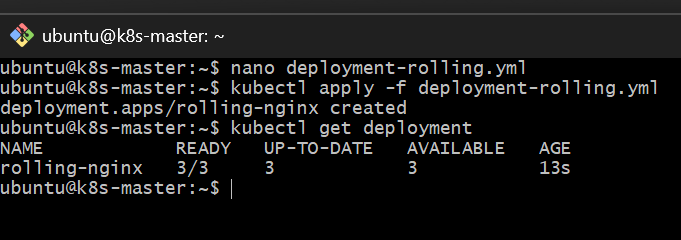 ubuntu@k8s-master: ~
ubuntu@k8s-master:~$ nano deployment-rolling.yml
ubuntu@k8s-master:~$ kubectl apply -f deployment-rolling.yml
deployment.apps/rolling-nginx created
ubuntu@k8s-master:~$ kubectl get deployment
NAME            READY   UP-TO-DATE   AVAILABLE   AGE
rolling-nginx   3/3     3            3           13s
ubuntu@k8s-master:~$